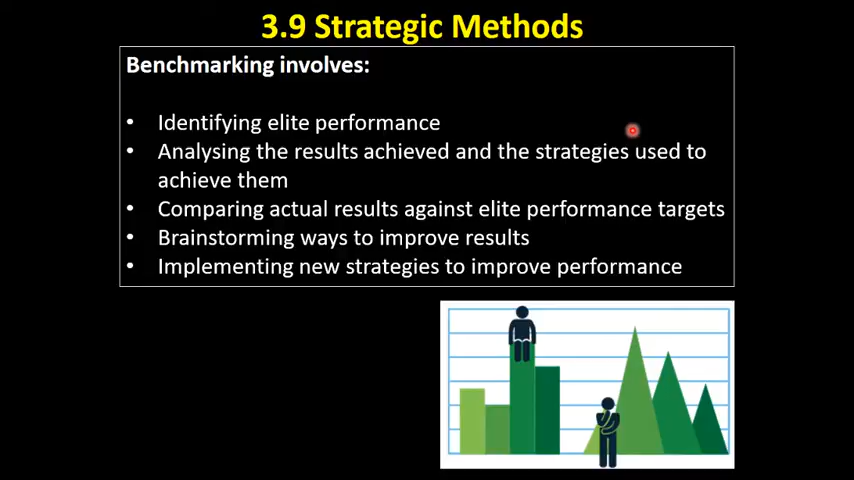 3.9 Strategic Methods
Benchmarking involves:
• Identifying elite performance
• Analysing the results achieved and the strategies used to
achieve them
• Comparing actual results against elite performance targets
• Brainstorming ways to improve results
• Implementing new strategies to improve performance